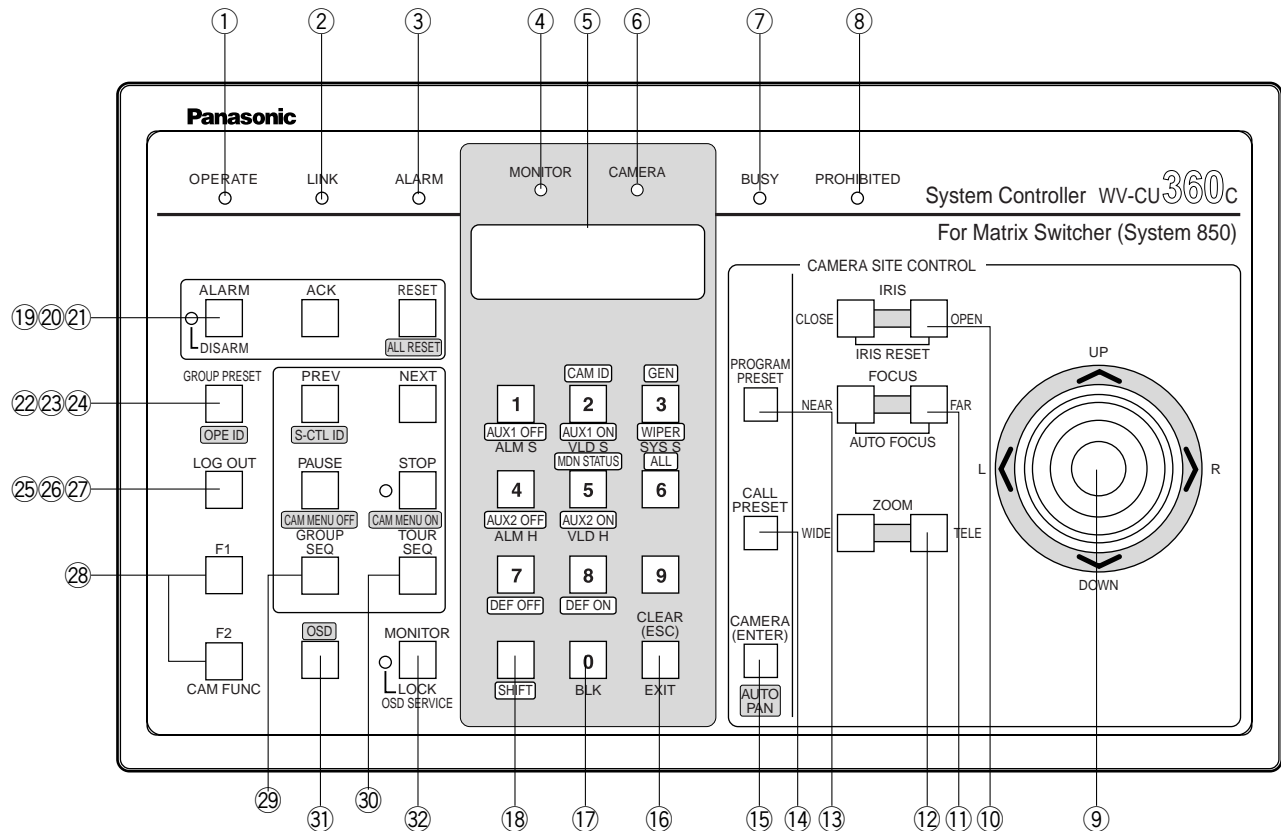 ① ② ③ ④ ⑤ ⑥ ⑦ ⑧
Panasonic
OPERATE LINK ALARM MONITOR CAMERA BUSY PROHIBITED
System Controller WV-CU360C
For Matrix Switcher (System 850)
CAMERA SITE CONTROL
ALARM ACK RESET
⑲⑳㉑
DISARM ALL RESET
IRIS
CLOSE OPEN
IRIS RESET
GROUP PRESET PREV NEXT
㉒㉓㉔
OPE ID S-CTL ID
CAM ID GEN
1 2 3
AUX1 OFF AUX1 ON WIPER
ALM S VLD S SYS S
PROGRAM
PRESET
FOCUS
NEAR FAR
AUTO FOCUS
UP
L R
DOWN
LOG OUT PAUSE STOP
㉕㉖㉗
CAM MENU OFF CAM MENU ON
MDN STATUS ALL
4 5 6
AUX2 OFF AUX2 ON
ALM H VLD H
CALL
PRESET
ZOOM
WIDE TELE
F1 GROUP
SEQ
TOUR
SEQ
㉘
7 8 9
DEF OFF DEF ON
F2 OSD MONITOR
CAM FUNC
LOCK
OSD SERVICE
CLEAR
(ESC)
0
SHIFT BLK EXIT
CAMERA
(ENTER)
AUTO
PAN
㉙ ㉛ ㉚ ㉜ ⑱ ⑰ ⑯ ⑮ ⑭ ⑬ ⑫ ⑪ ⑩ ⑨